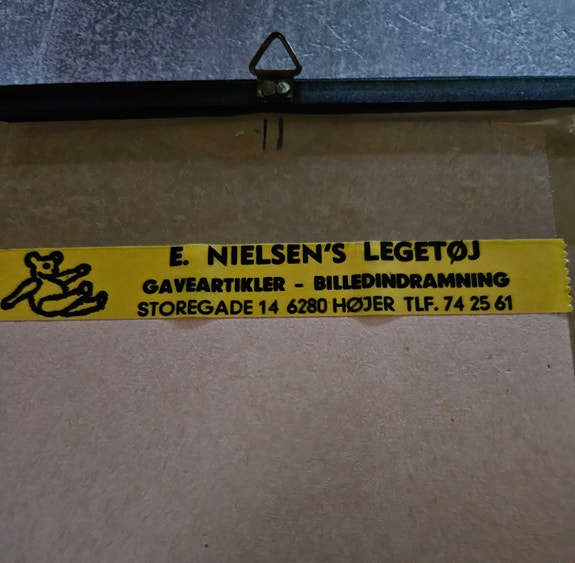 E. NIELSEN'S LEGETØJ
GAVEARTIKLER - BILLEDINDRAMNING
STOREGADE 14 6280 HØJER TLF. 74 25 61